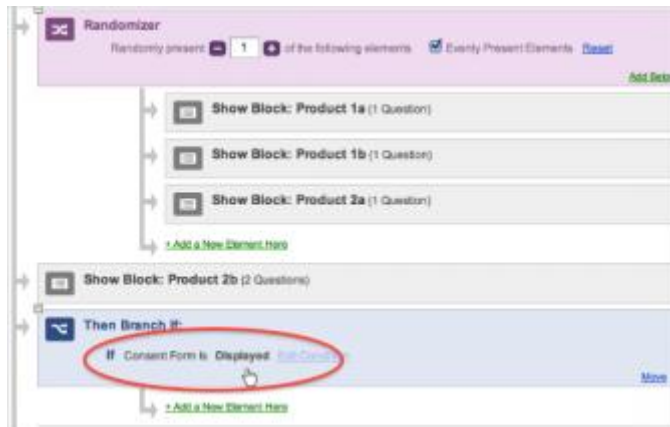 Randomizer
Randomly present 1 of the following elements Evenly Present Elements Reset
Add Below
Show Block: Product 1a (1 Question)
Show Block: Product 1b (1 Question)
Show Block: Product 2a (1 Question)
+ Add a New Element Here
Show Block: Product 2b (2 Questions)
Then Branch If:
If Consent Form Is Displayed Edit Condition
Move
+ Add a New Element Here